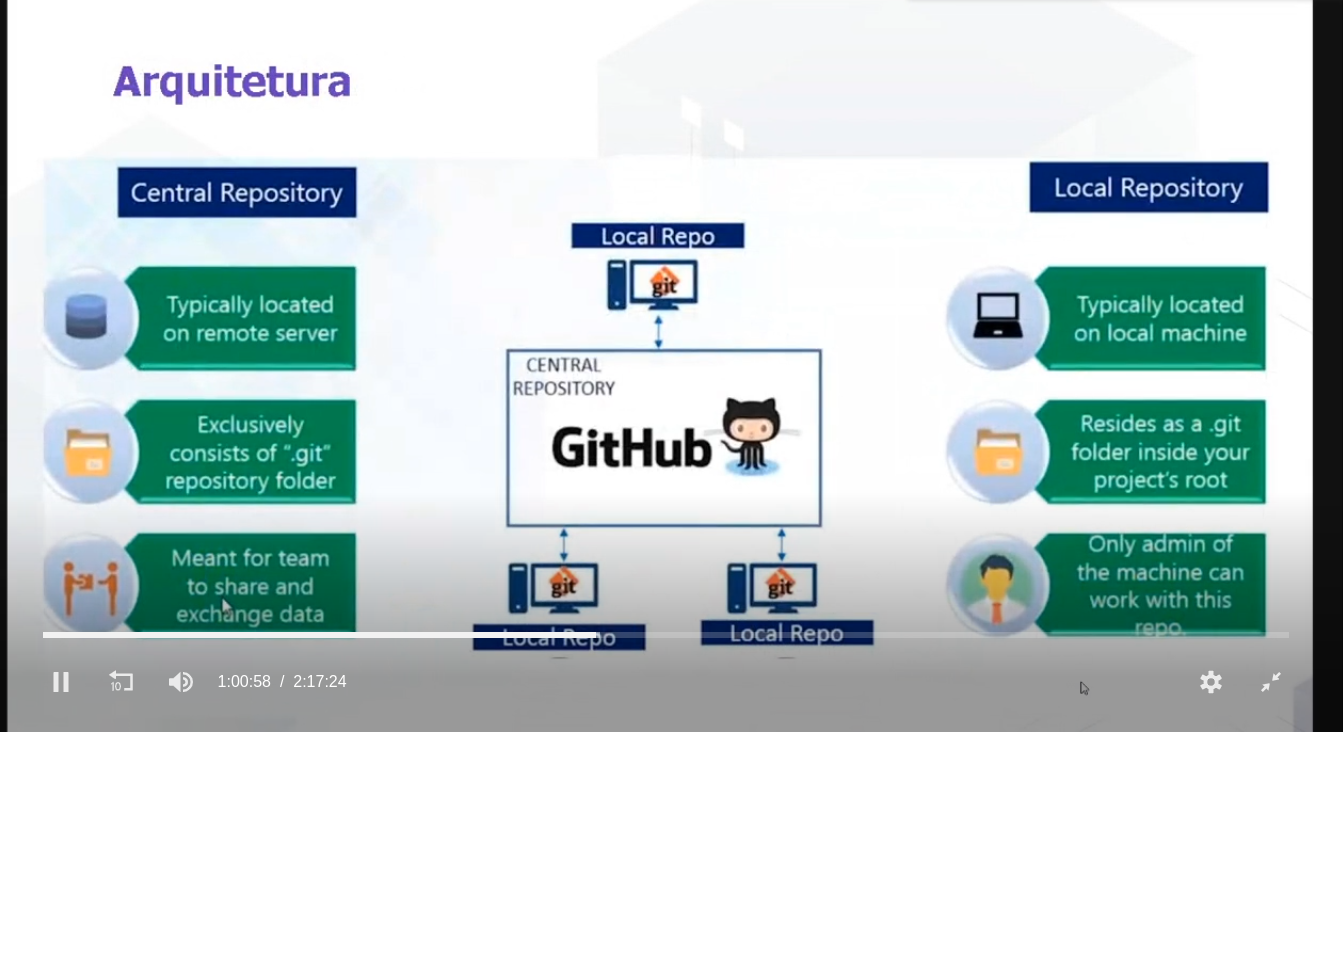 Arquitetura
Central Repository
Typically located
on remote server
Exclusively
consists of “.git”
repository folder
Meant for team
to share and
exchange data
Local Repo
git
CENTRAL
REPOSITORY
GitHub
git
git
Local Repo
Local Repo
Local Repository
Typically located
on local machine
Resides as a .git
folder inside your
project’s root
Only admin of
the machine can
work with this
repo.
10
1:00:58 / 2:17:24